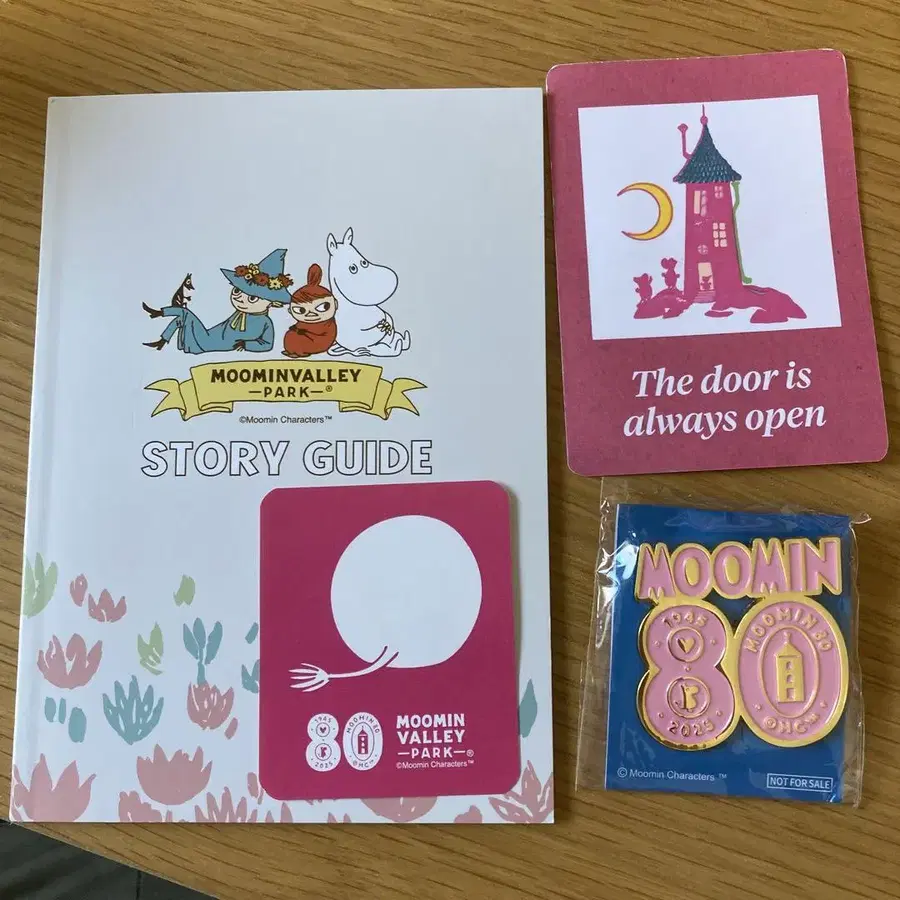 MOOMINVALLEY
PARK ®
©Moomin Characters™
STORY GUIDE
The door is
always open
1945
2025
80
MOOMIN 80
©MC™
MOOMIN
VALLEY
PARK ®
©Moomin Characters™
MOOMIN
80
1945
2025
MOOMIN 80
©MC™
© Moomin Characters ™
NOT FOR SALE